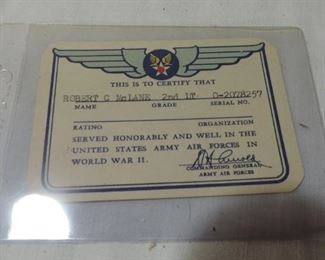 THIS IS TO CERTIFY THAT
ROBERT G McLANE 2nd LT O-2078257
NAME GRADE SERIAL NO.
RATING ORGANIZATION
SERVED HONORABLY AND WELL IN THE
UNITED STATES ARMY AIR FORCES IN
WORLD WAR II.
H H Arnold
COMMANDING GENERAL
ARMY AIR FORCES